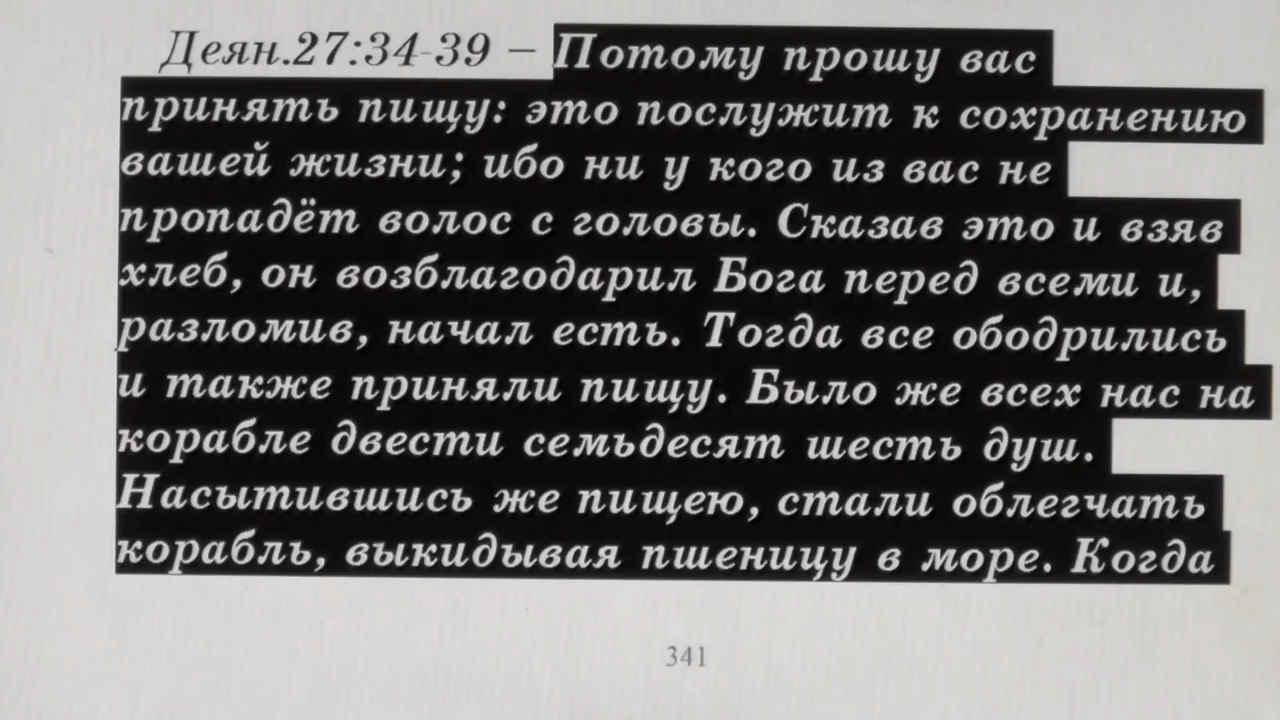 Деян.27:34-39 – Потому прошу вас
принять пищу: это послужит к сохранению
вашей жизни; ибо ни у кого из вас не
пропадёт волос с головы. Сказав это и взяв
хлеб, он возблагодарил Бога перед всеми и,
разломив, начал есть. Тогда все ободрились
и также приняли пищу. Было же всех нас на
корабле двести семьдесят шесть душ.
Насытившись же пищею, стали облегчать
корабль, выкидывая пшеницу в море. Когда
341